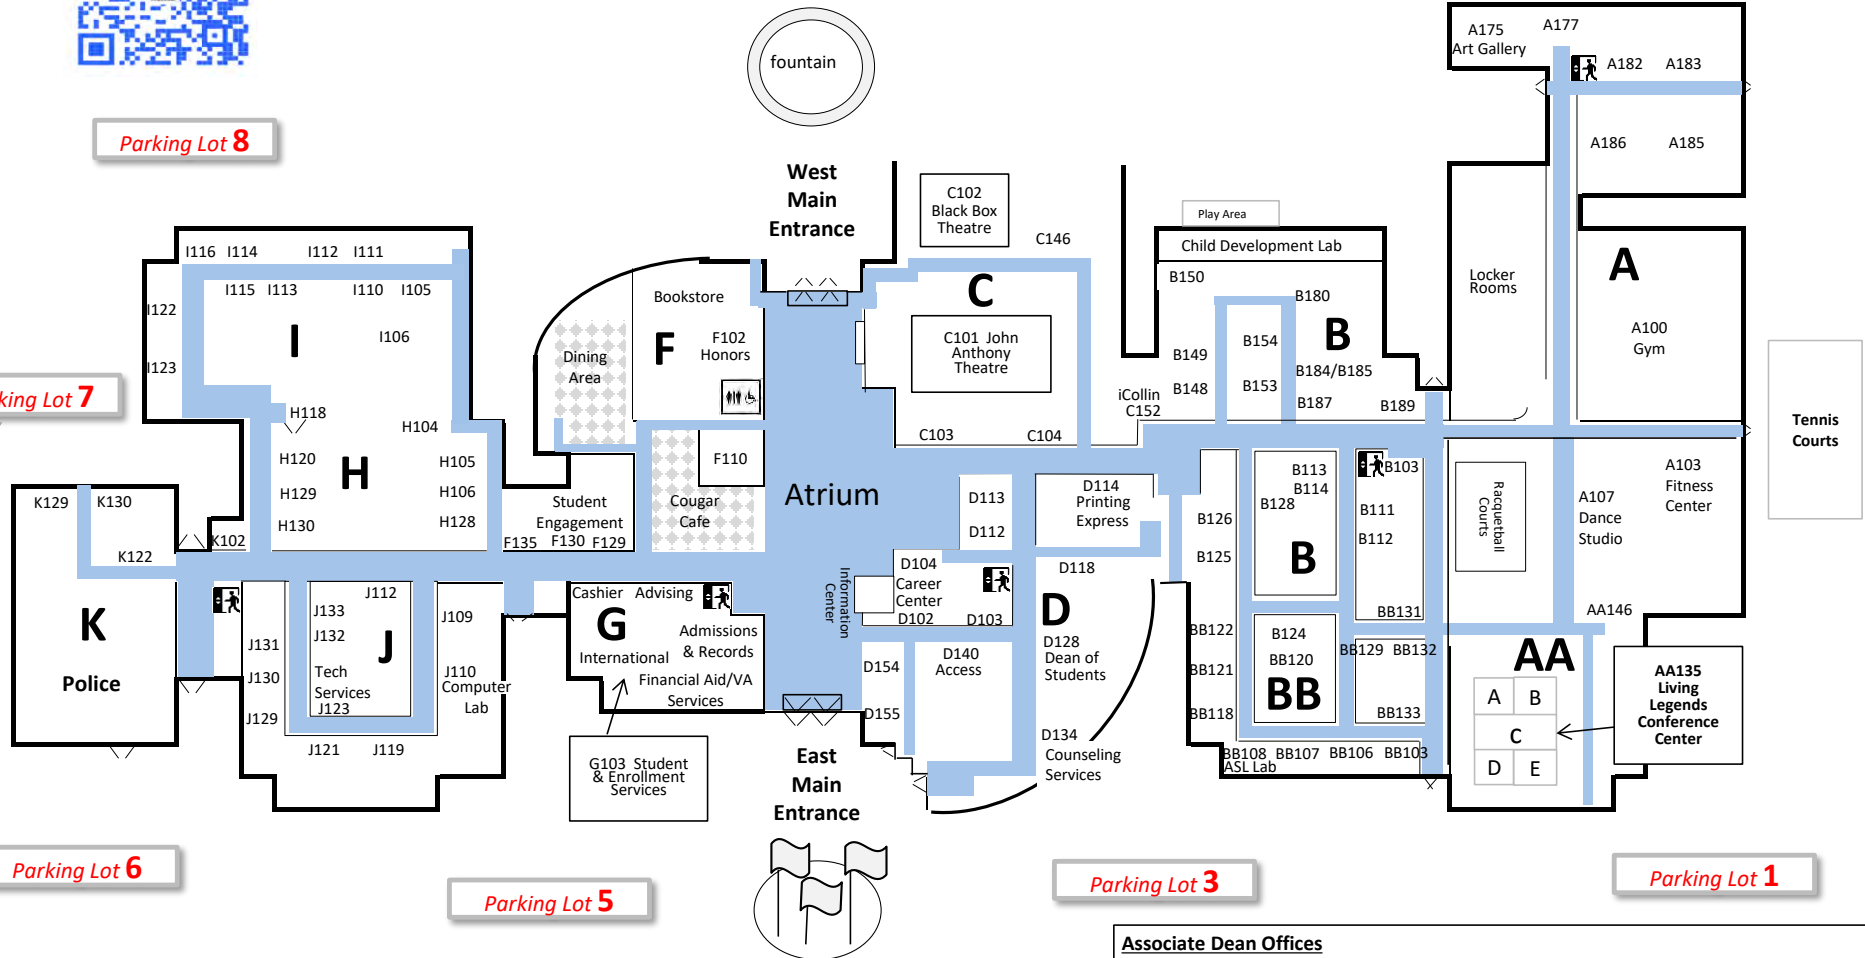 fountain
A175
Art Gallery
A177
A182
A183
Parking Lot 8
A186
A185
West
Main
Entrance
C102
Black Box
Theatre
Play Area
C146
Child Development Lab
I116
I114
I112
I111
I115
I113
I110
I105
I122
I106
I123
I
Bookstore
F
F102
Honors
Dining
Area
C
C101 John
Anthony
Theatre
B150
B180
B154
B
B149
B148
B153
B184/B185
B187
B189
iCollin
C152
Locker
Rooms
A
A100
Gym
Tennis
Courts
king Lot 7
H118
H104
H120
H
H105
H129
H106
H130
H128
C103
C104
F110
Cougar
Cafe
Atrium
D113
D112
D114
Printing
Express
Student
Engagement
F135
F130
F129
B113
B114
B128
B103
B126
B111
B112
B125
B
Racquetball
Courts
A107
Dance
Studio
A103
Fitness
Center
K129
K130
K102
K122
K
Police
J112
J133
J132
J
J109
J131
J130
Tech
Services
J123
J110
Computer
Lab
J129
J121
J119
Cashier
Advising
G
Admissions
& Records
International
Financial Aid/VA
Services
G103 Student
& Enrollment
Services
Information
Center
D104
Career
Center
D102
D103
D118
D
D154
D140
Access
D128
Dean of
Students
D155
D134
Counseling
Services
East
Main
Entrance
BB131
AA146
BB122
B124
BB129
BB132
BB121
BB120
BB
BB118
BB133
BB108
BB107
BB106
BB103
ASL Lab
AA
A
B
C
D
E
AA135
Living
Legends
Conference
Center
Parking Lot 6
Parking Lot 5
Parking Lot 3
Parking Lot 1
Associate Dean Offices